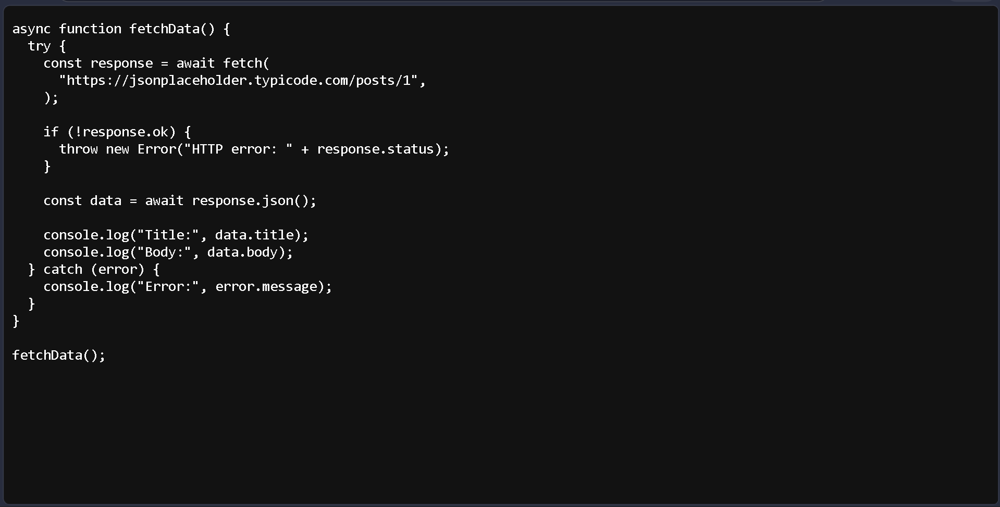 async function fetchData() {
  try {
    const response = await fetch(
      "https://jsonplaceholder.typicode.com/posts/1",
    );

    if (!response.ok) {
      throw new Error("HTTP error: " + response.status);
    }

    const data = await response.json();

    console.log("Title:", data.title);
    console.log("Body:", data.body);
  } catch (error) {
    console.log("Error:", error.message);
  }
}

fetchData();